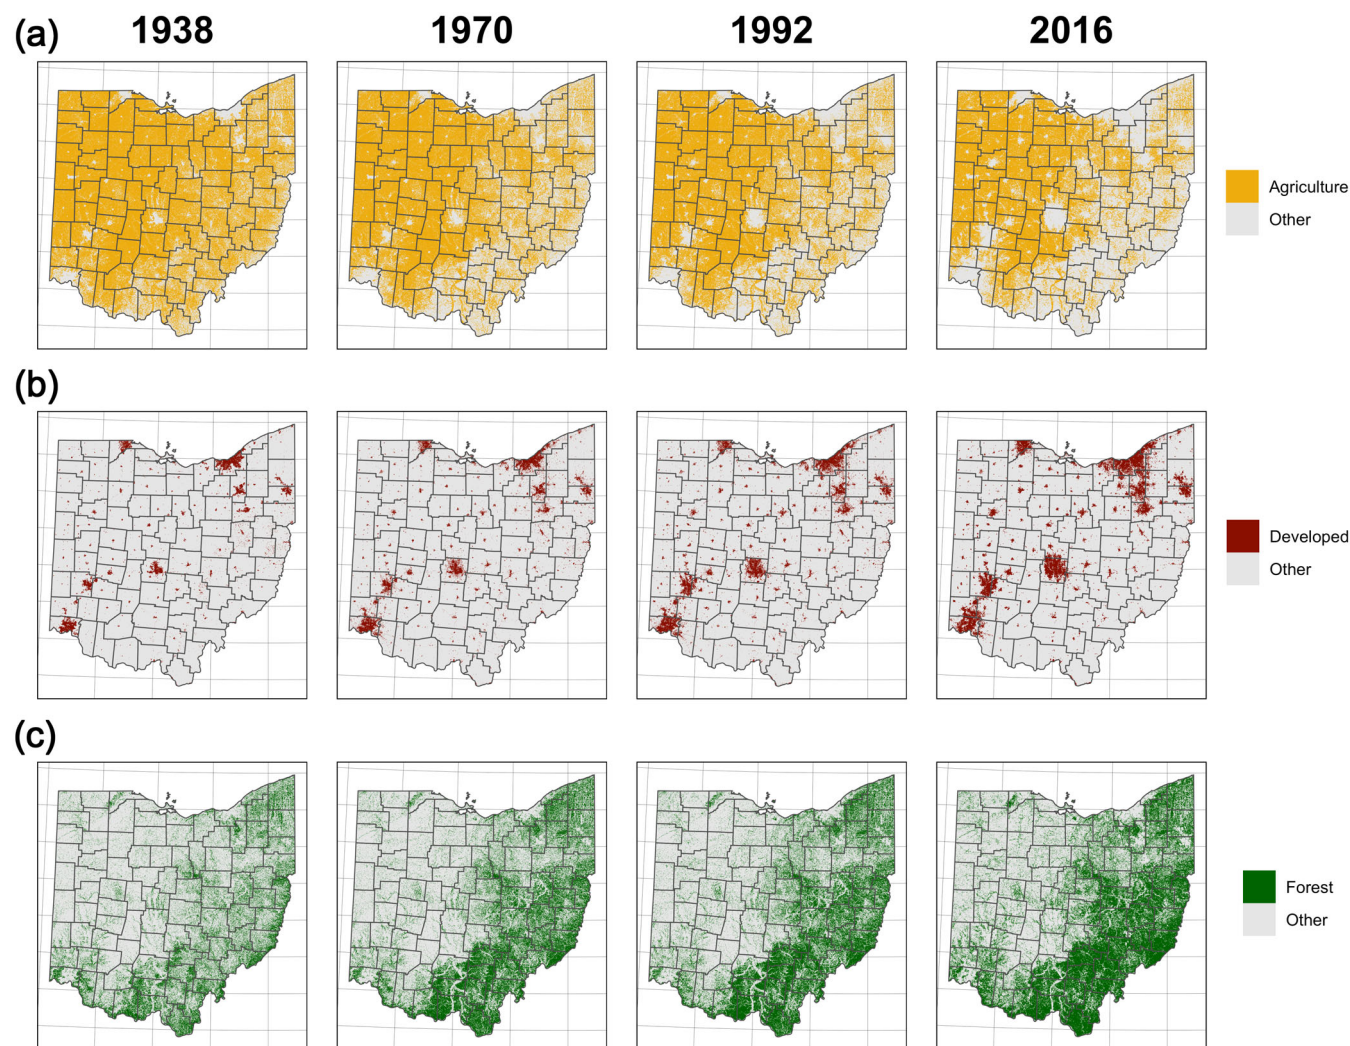 (a)
1938 1970 1992 2016
Agriculture
Other
(b)
Developed
Other
(c)
Forest
Other